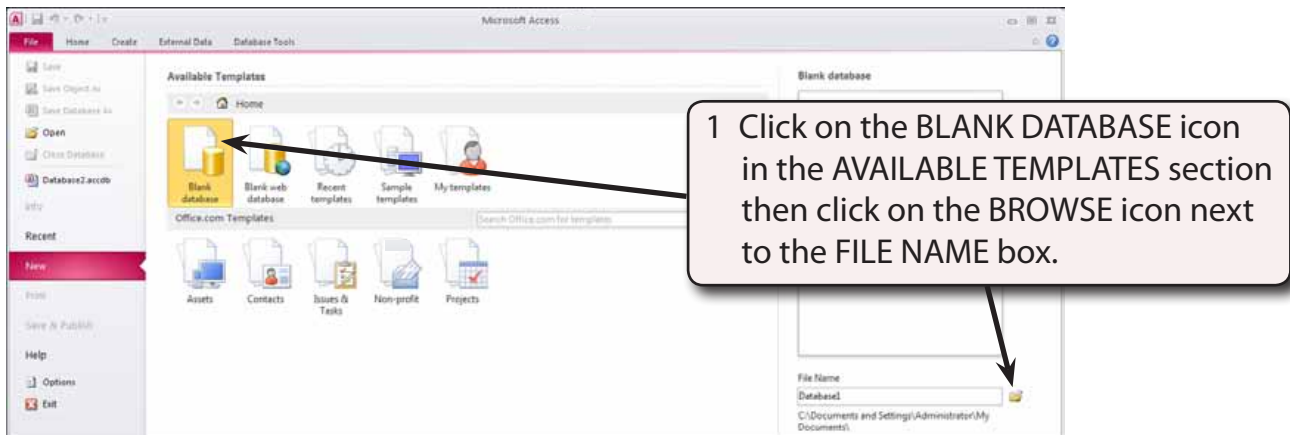 Microsoft Access
File Home Create External Data Database Tools
Save
Save Object As
Save Database As
Open
Close Database
Database2.accdb
Info
Recent
New
Print
Save & Publish
Help
Options
Exit
Available Templates
Home
Blank database
Blank web database
Recent templates
Sample templates
My templates
Office.com Templates
Search Office.com for templates
Assets
Contacts
Issues & Tasks
Non-profit
Projects
Blank database
1 Click on the BLANK DATABASE icon
in the AVAILABLE TEMPLATES section
then click on the BROWSE icon next
to the FILE NAME box.
File Name
Database1
C:\Documents and Settings\Administrator\My
Documents\